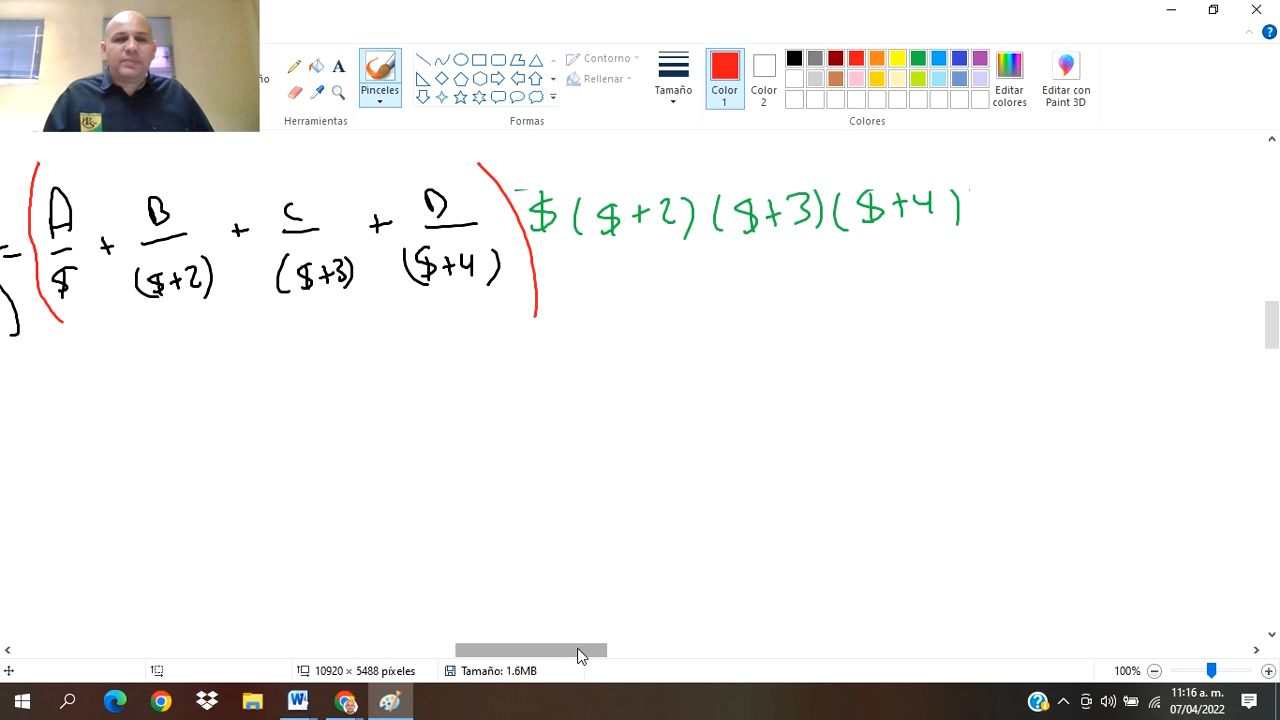 Herramientas
Pinceles
Contorno
Rellenar
Formas
Tamaño
Color 1
Color 2
Editar colores
Editar con Paint 3D
Colores
= ( A/$ + B/($+2) + C/($+3) + D/($+4) ) $($+2)($+3)($+4)
10920 × 5488 píxeles
Tamaño: 1.6MB
100%
11:16 a. m.
07/04/2022